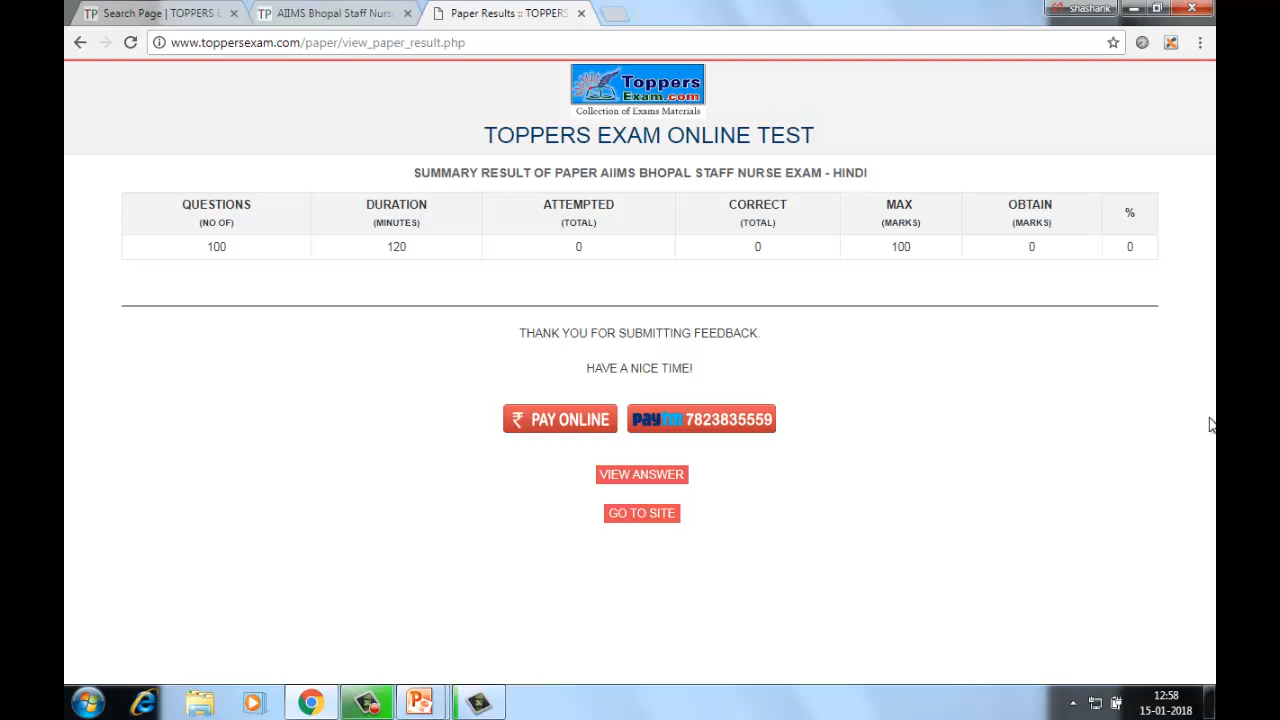 Search Page | TOPPERS E
AIIMS Bhopal Staff Nurse
Paper Results :: TOPPERS
shashank
www.toppersexam.com/paper/view_paper_result.php
Toppers
Exam.com
Collection of Exams Materials
TOPPERS EXAM ONLINE TEST
SUMMARY RESULT OF PAPER AIIMS BHOPAL STAFF NURSE EXAM - HINDI
QUESTIONS DURATION ATTEMPTED CORRECT MAX OBTAIN %
(NO OF) (MINUTES) (TOTAL) (TOTAL) (MARKS) (MARKS)
100 120 0 0 100 0 0
THANK YOU FOR SUBMITTING FEEDBACK.
HAVE A NICE TIME!
₹ PAY ONLINE paytm 7823835559
VIEW ANSWER
GO TO SITE
12:58
15-01-2018